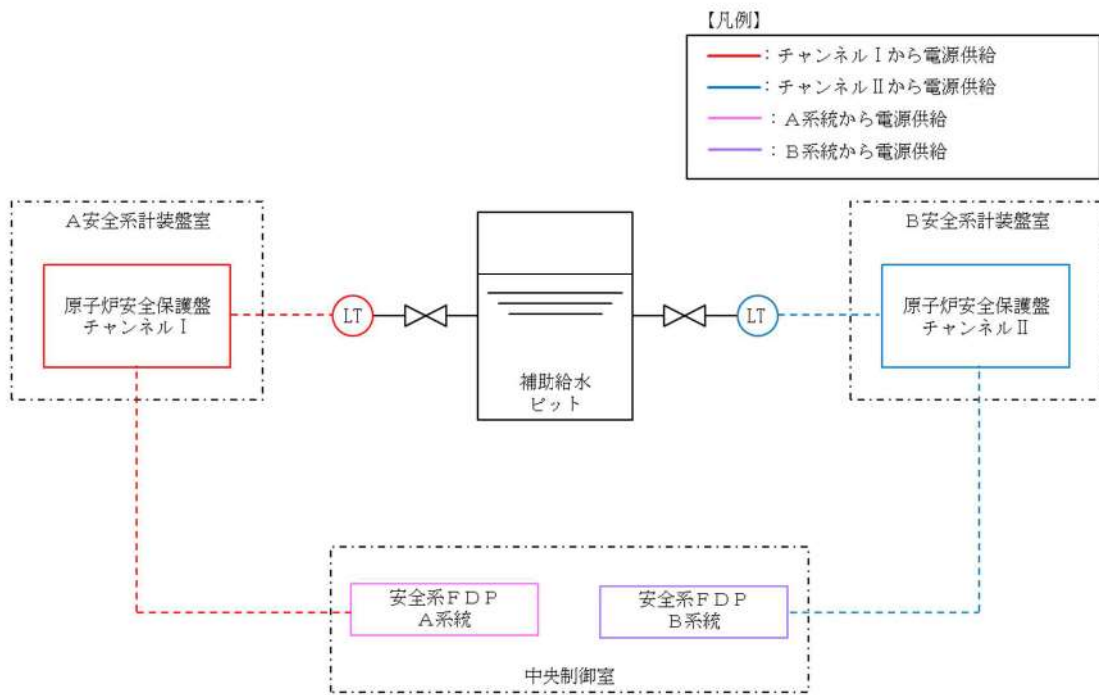 【凡例】
：チャンネルⅠから電源供給
：チャンネルⅡから電源供給
：Ａ系統から電源供給
：Ｂ系統から電源供給
Ａ安全系計装盤室
原子炉安全保護盤
チャンネルⅠ
LT
補助給水
ピット
LT
Ｂ安全系計装盤室
原子炉安全保護盤
チャンネルⅡ
安全系ＦＤＰ
Ａ系統
安全系ＦＤＰ
Ｂ系統
中央制御室